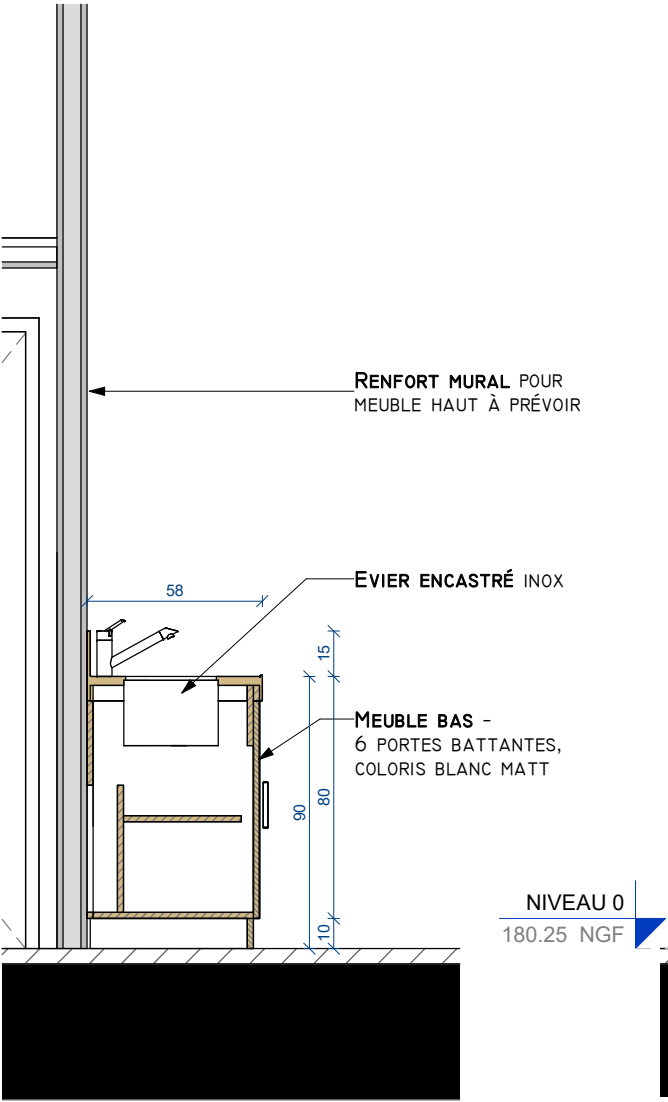 RENFORT MURAL POUR
MEUBLE HAUT À PRÉVOIR
EVIER ENCASTRÉ INOX
58
15
MEUBLE BAS -
6 PORTES BATTANTES,
COLORIS BLANC MATT
90
80
10
NIVEAU 0
180.25 NGF